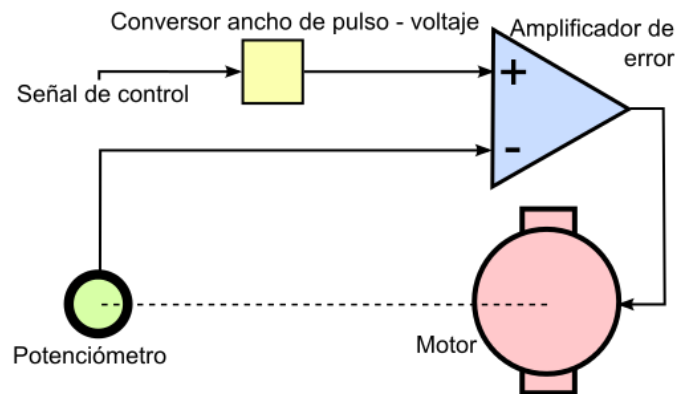 Conversor ancho de pulso - voltaje
Amplificador de
error
Señal de control
+
-
Potenciómetro
Motor